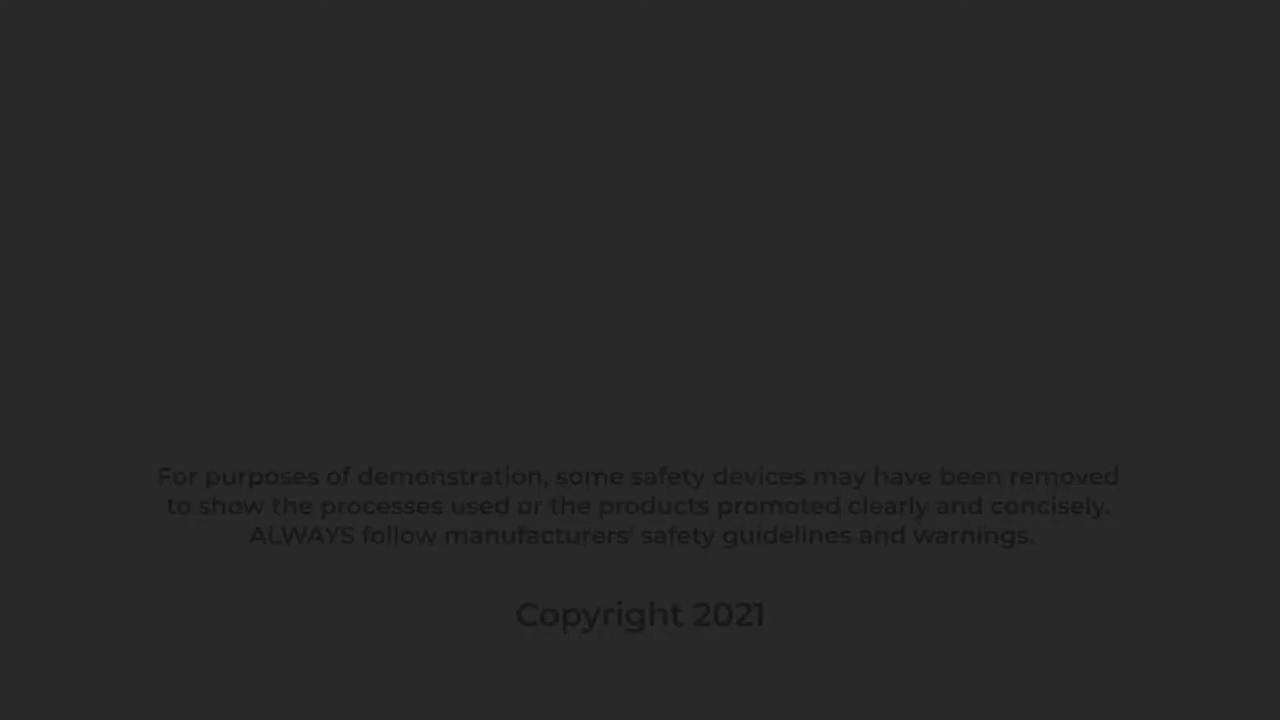 For purposes of demonstration, some safety devices may have been removed
to show the processes used or the products promoted clearly and concisely.
ALWAYS follow manufacturers' safety guidelines and warnings.
Copyright 2021